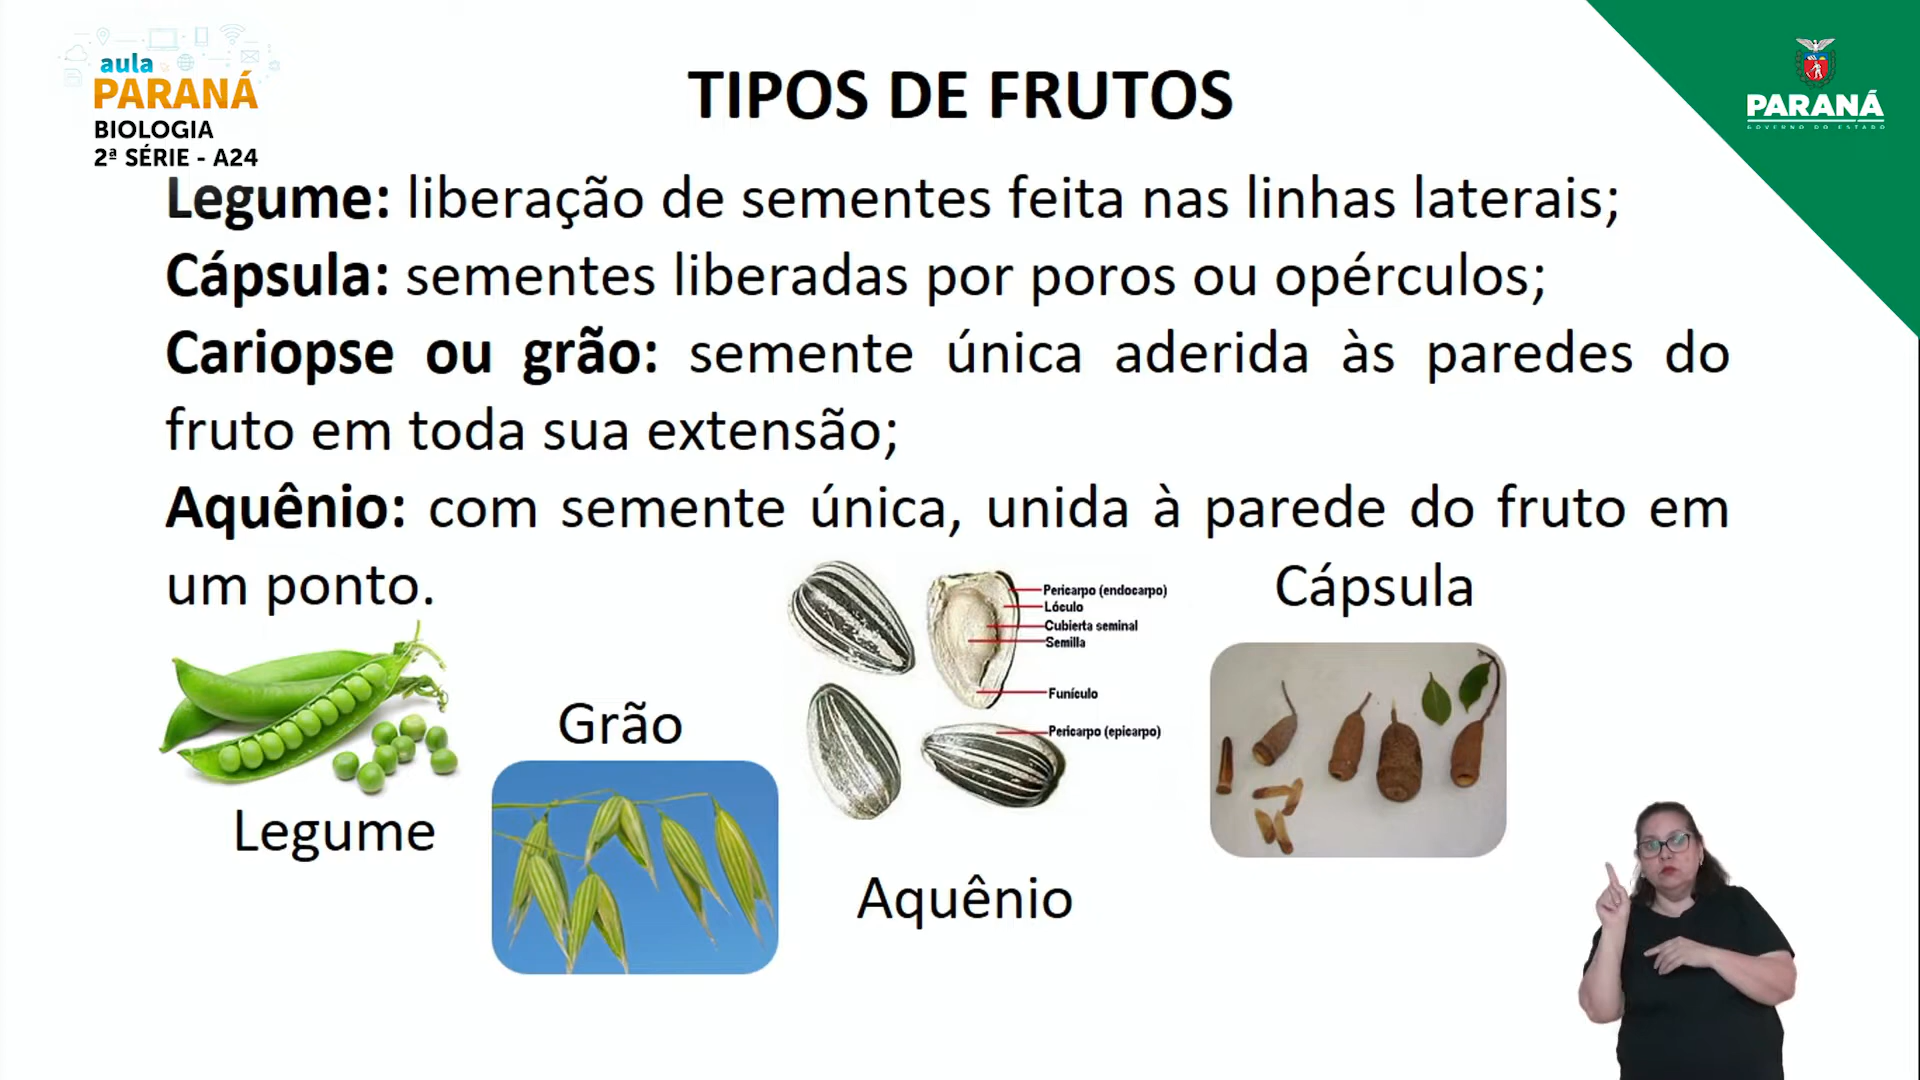 aula
PARANÁ
BIOLOGIA
2ª SÉRIE - A24
TIPOS DE FRUTOS
PARANÁ
GOVERNO DO ESTADO
Legume: liberação de sementes feita nas linhas laterais;
Cápsula: sementes liberadas por poros ou opérculos;
Cariopse ou grão: semente única aderida às paredes do
fruto em toda sua extensão;
Aquênio: com semente única, unida à parede do fruto em
um ponto.
Legume
Grão
Pericarpo (endocarpo)
Lóculo
Cubierta seminal
Semilla
Funículo
Pericarpo (epicarpo)
Aquênio
Cápsula